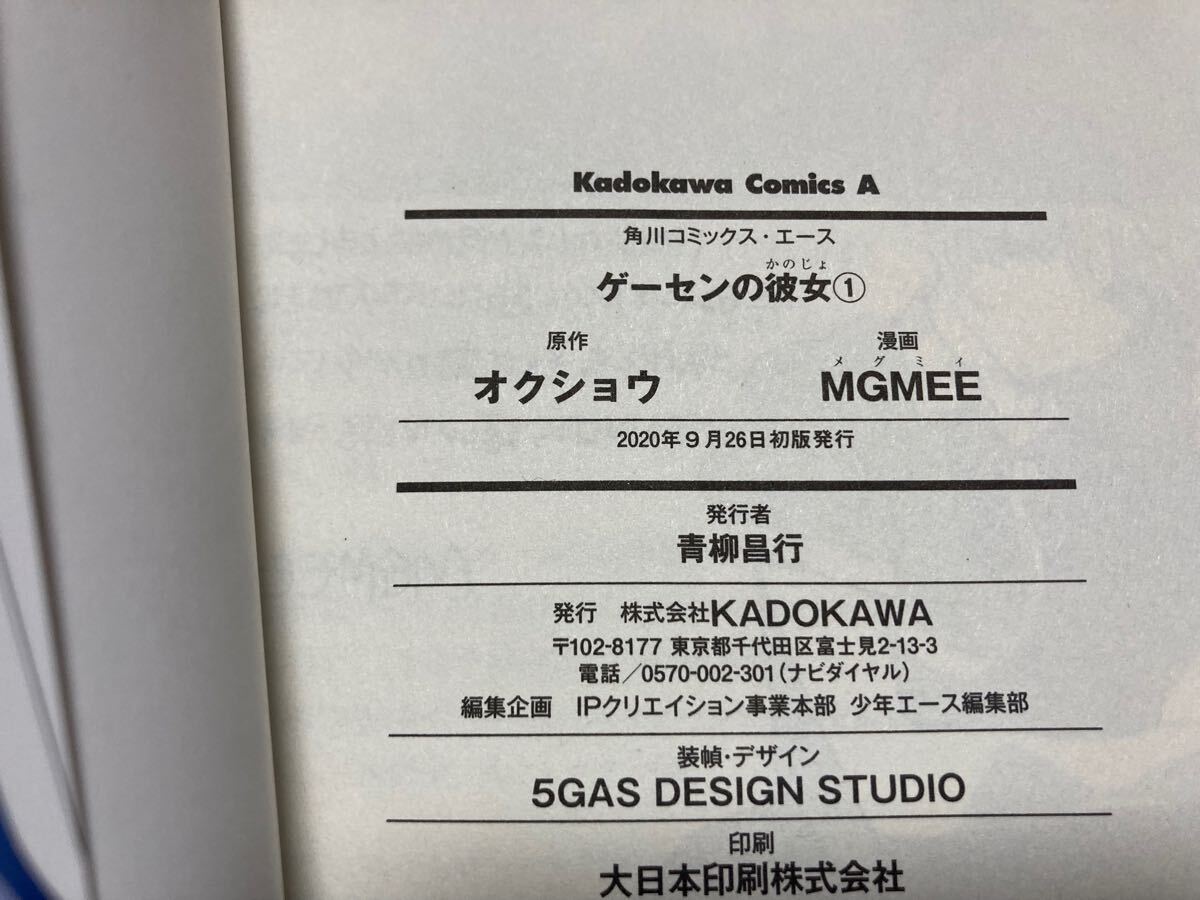 Kadokawa Comics A
角川コミックス・エース
かのじょ
ゲーセンの彼女①
原作 漫画
メグミィ
オクショウ MGMEE
2020年9月26日初版発行
発行者
青柳昌行
発行 株式会社KADOKAWA
〒102-8177 東京都千代田区富士見2-13-3
電話/0570-002-301(ナビダイヤル)
編集企画 IPクリエイション事業本部 少年エース編集部
装幀・デザイン
5GAS DESIGN STUDIO
印刷
大日本印刷株式会社